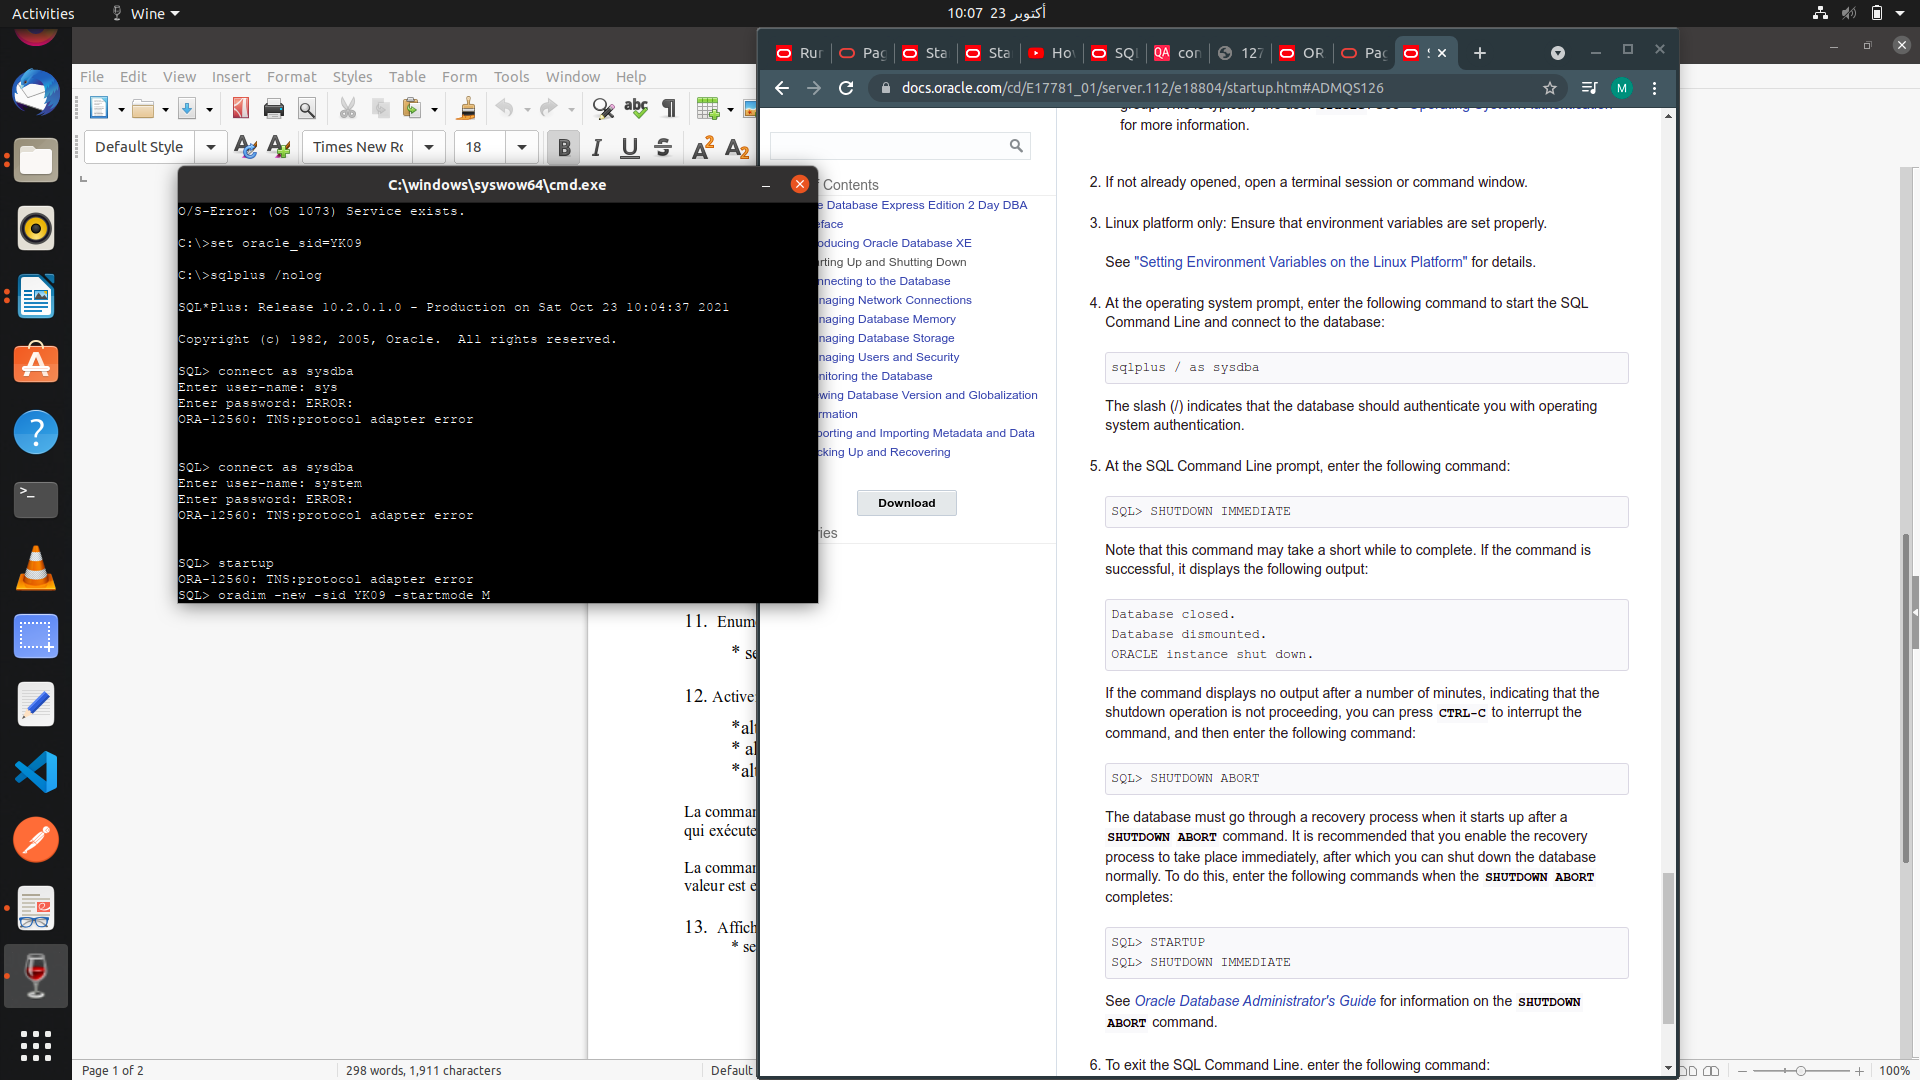 Activities
Wine
10:07 23 أكتوبر
File Edit View Insert Format Styles Table Form Tools Window Help
Default Style
Times New Ro
18
C:\windows\syswow64\cmd.exe
O/S-Error: (OS 1073) Service exists.
C:\>set oracle_sid=YK09
C:\>sqlplus /nolog
SQL*Plus: Release 10.2.0.1.0 - Production on Sat Oct 23 10:04:37 2021
Copyright (c) 1982, 2005, Oracle.  All rights reserved.
SQL> connect as sysdba
Enter user-name: sys
Enter password: ERROR:
ORA-12560: TNS:protocol adapter error
SQL> connect as sysdba
Enter user-name: system
Enter password: ERROR:
ORA-12560: TNS:protocol adapter error
SQL> startup
ORA-12560: TNS:protocol adapter error
SQL> oradim -new -sid YK09 -startmode M
11. Enum
* se
12. Active
*alt
* al
*alt
La comman
qui exécute
La comman
valeur est e
13. Affich
* se
Page 1 of 2
298 words, 1,911 characters
Default
100%
Run
Pag
Sta
Sta
Hov
SQL
QA con
127
OR
Pag
S
docs.oracle.com/cd/E17781_01/server.112/e18804/startup.htm#ADMQS126
M
f Contents
e Database Express Edition 2 Day DBA
eface
oducing Oracle Database XE
arting Up and Shutting Down
nnecting to the Database
naging Network Connections
naging Database Memory
naging Database Storage
naging Users and Security
nitoring the Database
wing Database Version and Globalization
rmation
porting and Importing Metadata and Data
cking Up and Recovering
Download
ries
for more information.
2. If not already opened, open a terminal session or command window.
3. Linux platform only: Ensure that environment variables are set properly.
See "Setting Environment Variables on the Linux Platform" for details.
4. At the operating system prompt, enter the following command to start the SQL
Command Line and connect to the database:
sqlplus / as sysdba
The slash (/) indicates that the database should authenticate you with operating
system authentication.
5. At the SQL Command Line prompt, enter the following command:
SQL> SHUTDOWN IMMEDIATE
Note that this command may take a short while to complete. If the command is
successful, it displays the following output:
Database closed.
Database dismounted.
ORACLE instance shut down.
If the command displays no output after a number of minutes, indicating that the
shutdown operation is not proceeding, you can press CTRL-C to interrupt the
command, and then enter the following command:
SQL> SHUTDOWN ABORT
The database must go through a recovery process when it starts up after a
SHUTDOWN ABORT command. It is recommended that you enable the recovery
process to take place immediately, after which you can shut down the database
normally. To do this, enter the following commands when the SHUTDOWN ABORT
completes:
SQL> STARTUP
SQL> SHUTDOWN IMMEDIATE
See Oracle Database Administrator's Guide for information on the SHUTDOWN
ABORT command.
6. To exit the SQL Command Line, enter the following command: